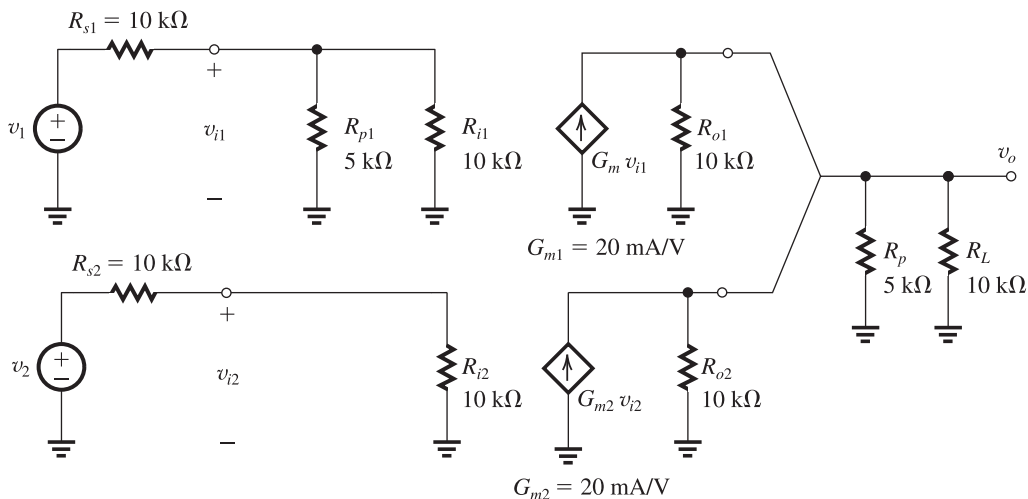 R_{s1} = 10 kΩ
v_1
+
−
+
v_{i1}
−
R_{p1}
5 kΩ
R_{i1}
10 kΩ
G_m v_{i1}
R_{o1}
10 kΩ
G_{m1} = 20 mA/V
v_o
R_p
5 kΩ
R_L
10 kΩ
R_{s2} = 10 kΩ
v_2
+
−
+
v_{i2}
−
R_{i2}
10 kΩ
G_{m2} v_{i2}
R_{o2}
10 kΩ
G_{m2} = 20 mA/V